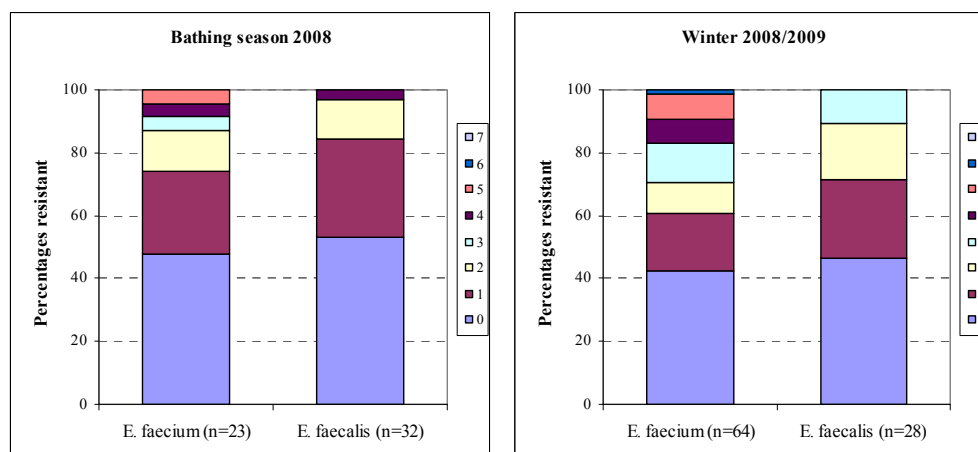 Bathing season 2008
Percentages resistant
100
80
60
40
20
0
E. faecium (n=23)
E. faecalis (n=32)
7
6
5
4
3
2
1
0
Winter 2008/2009
Percentages resistant
100
80
60
40
20
0
E. faecium (n=64)
E. faecalis (n=28)